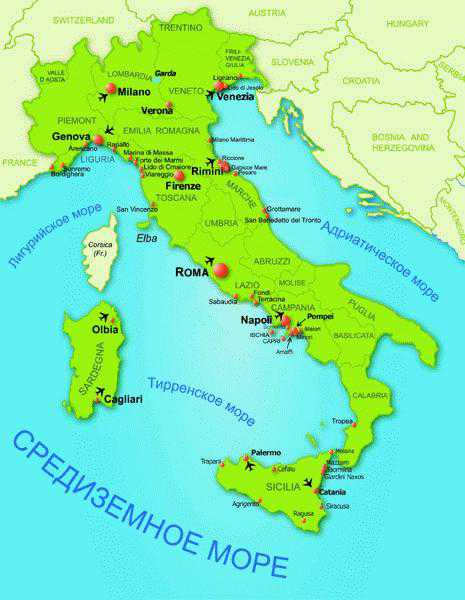 SWITZERLAND
AUSTRIA
HUNGARY
TRENTINO
FRIULI-
VENEZIA
GIULIA
SLOVENIA
VALLE
D'AOSTA
LOMBARDIA
Garda
Lignano
Milano
VENETO
Lido di Jesolo
Venezia
CROATIA
Verona
PIEMONT
EMILIA ROMAGNA
Genova
Arenzano
Rapallo
Milano Marittima
BOSNIA AND
HERZEGOVINA
Marina di Massa
Forte dei Marmi
Riccione
FRANCE
LIGURIA
Lido di Cmaiore
Rimini
Gabicce Mare
Sanremo
Viareggio
Pesaro
Bordighera
Firenze
MARCHE
TOSCANA
San Vincenzo
Grottamare
San Benedetto del Tronto
Лигурийское море
UMBRIA
Elba
Адриатическое море
Corsica
(Fr.)
ABRUZZI
ROMA
MOLISE
LAZIO
Fondi
Terracina
Sabaudia
CAMPANIA
PUGLIA
Olbia
Napoli
Pompei
Maiori
ISCHIA
Minori
BASILICATA
CAPRI
Amalfi
SARDEGNA
Тирренское море
CALABRIA
Cagliari
Tropea
СРЕДИЗЕМНОЕ МОРЕ
Palermo
Messina
Trapani
Mazzaro
Cefalu
Taormina
Giardini Naxos
SICILIA
Catania
Agrigento
Siracusa
Ragusa